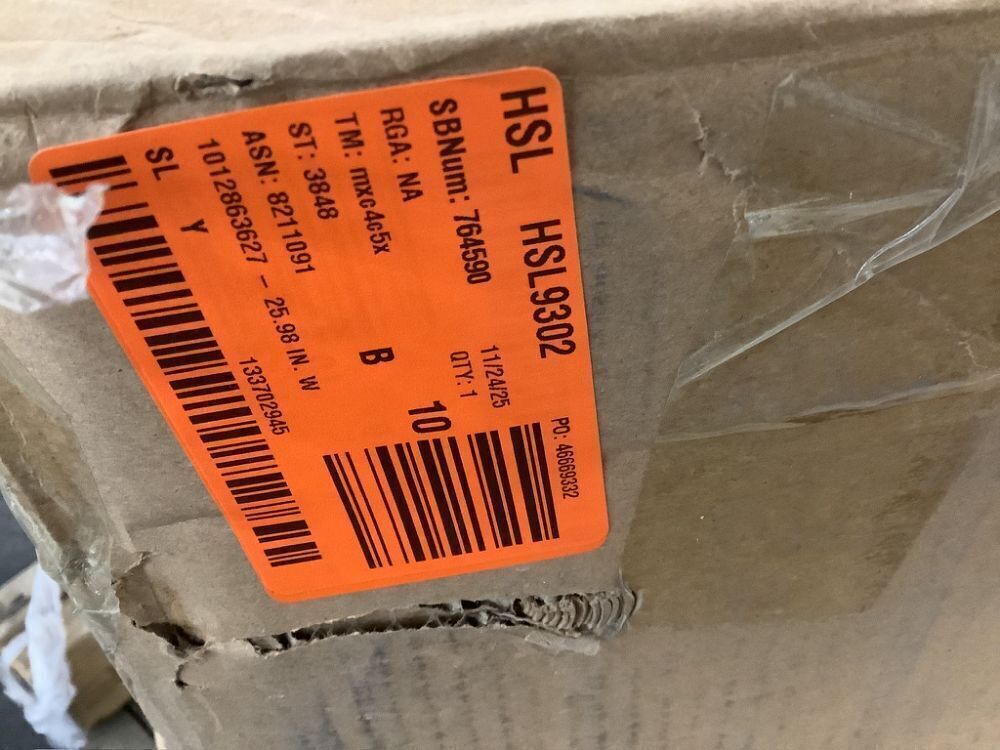 HSL HSL9302
SBNum: 764590 11/24/25 PO: 46669332
RGA: NA QTY: 1
TM: mxc4c5x 10
ST: 3848 B
ASN: 8211091
1012863627 - 25.98 IN. W
SL Y 133702945